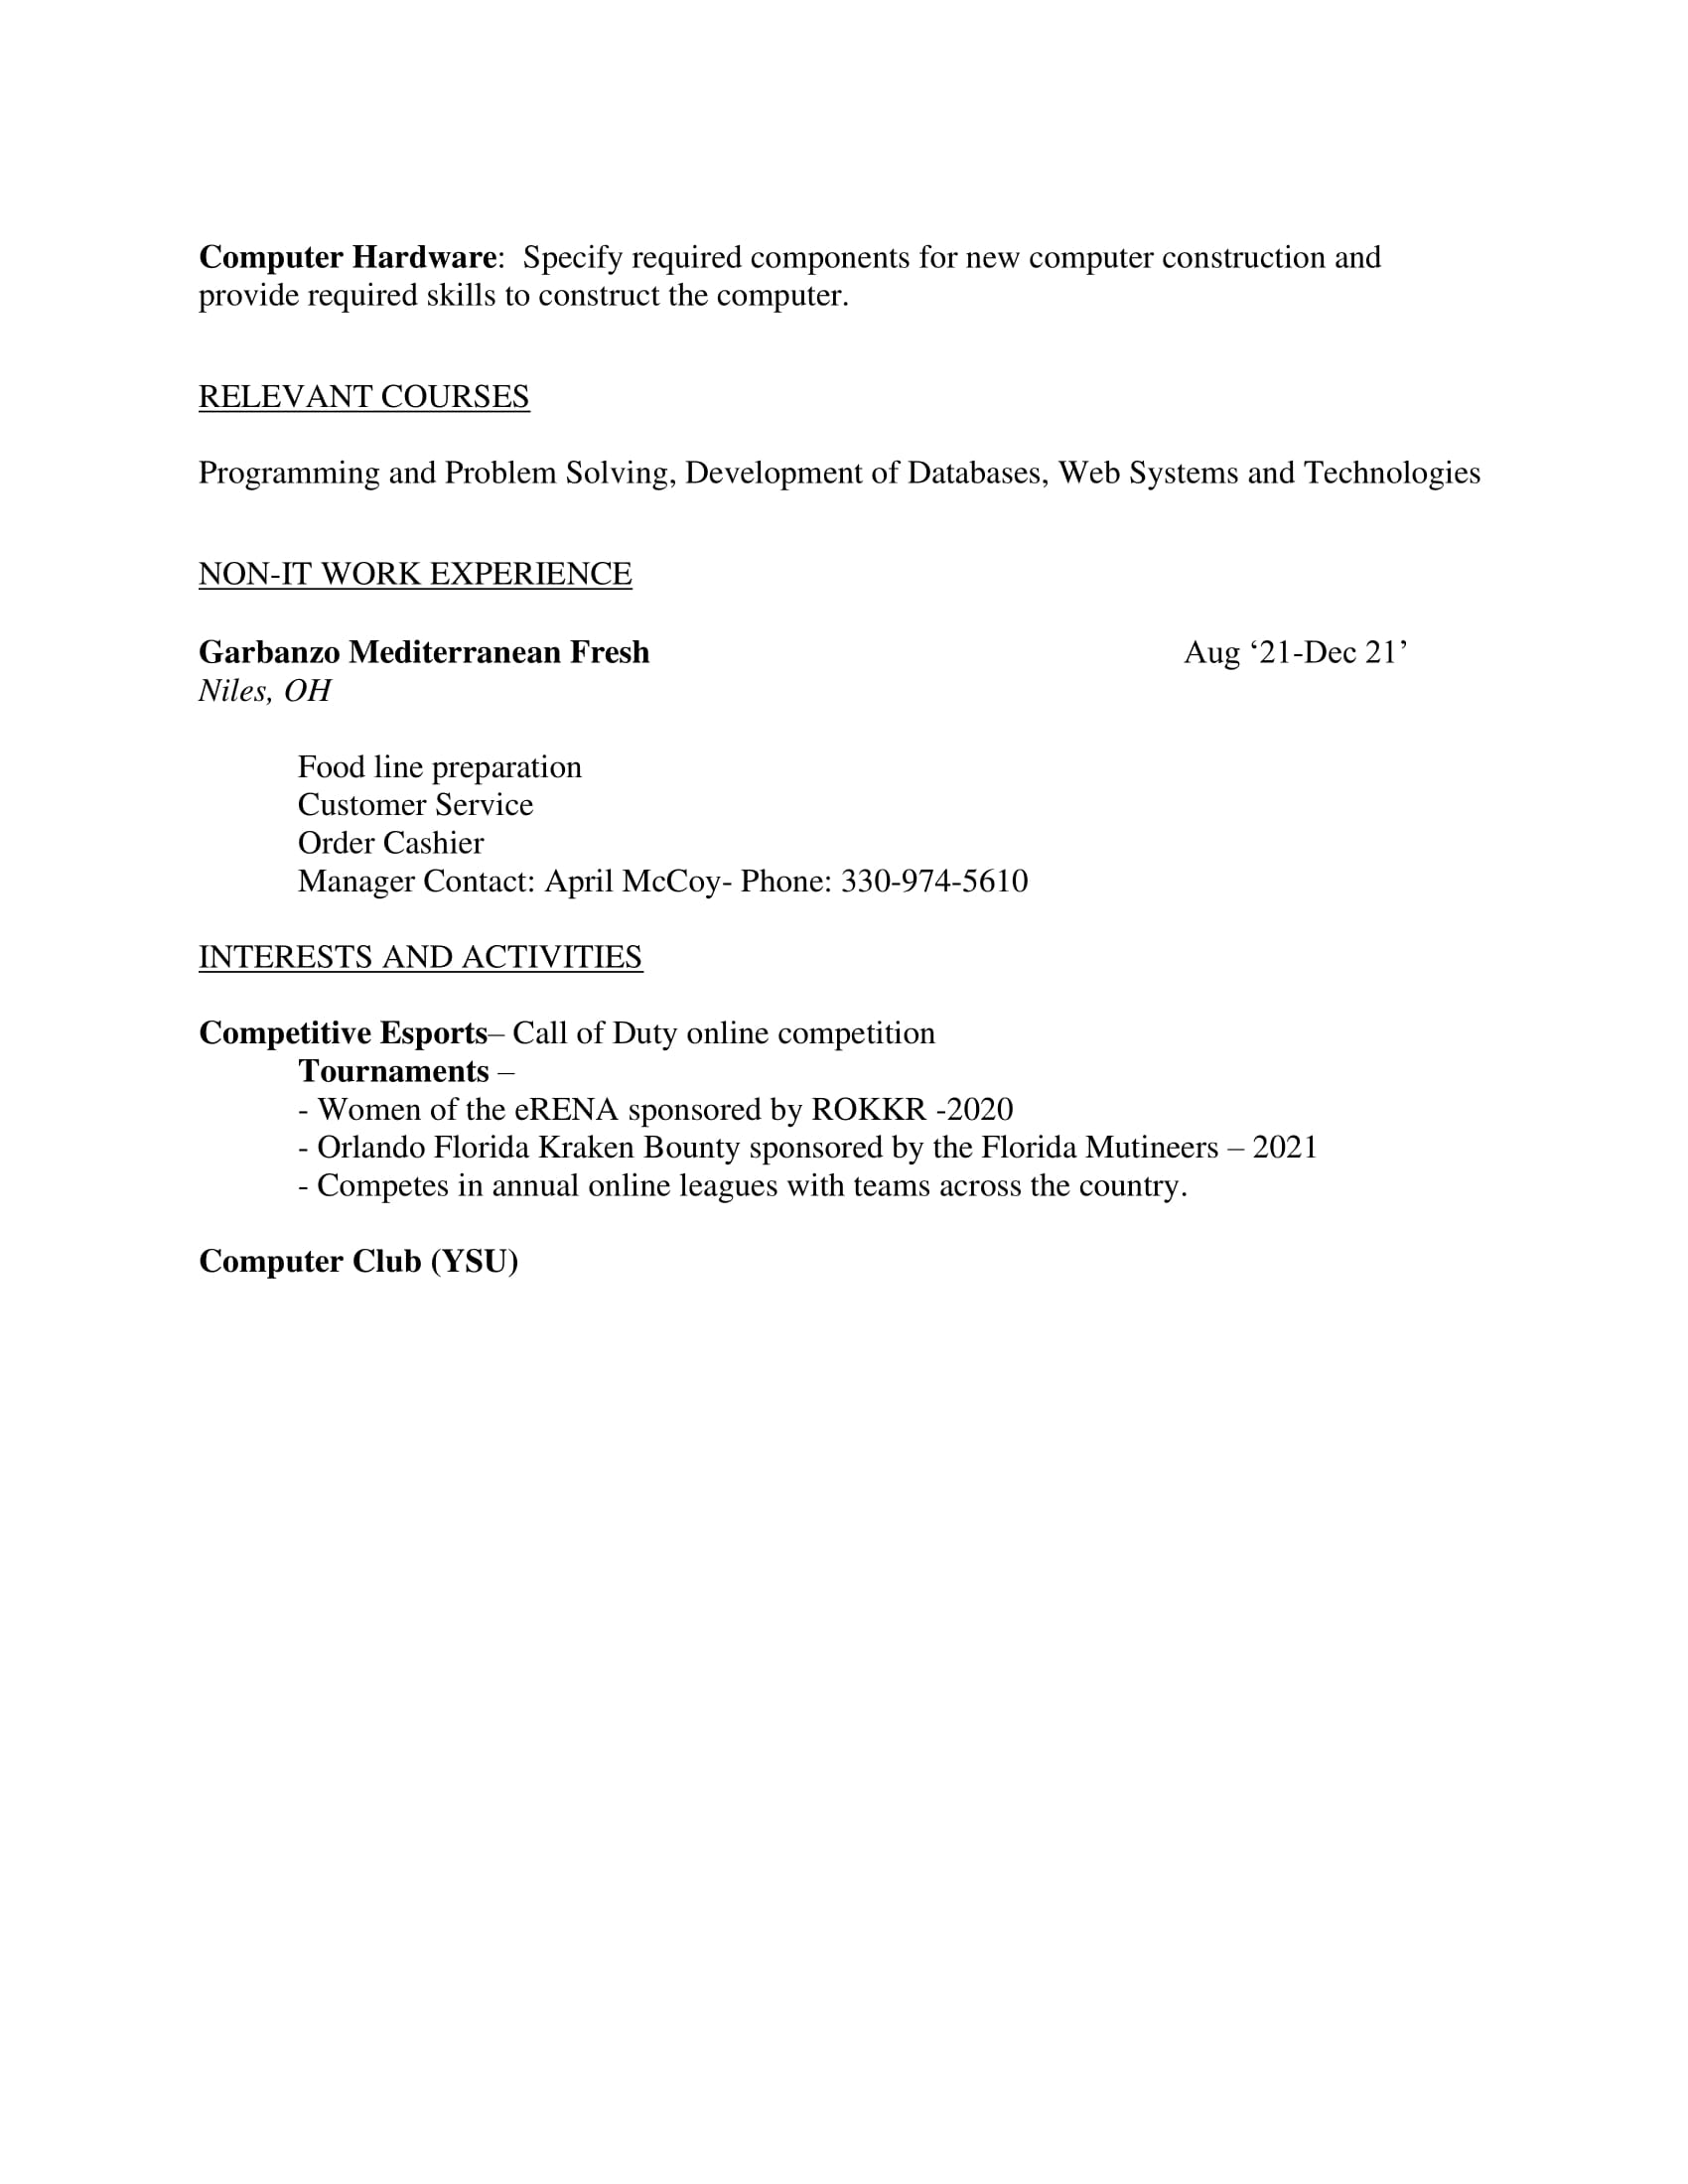 Computer Hardware:  Specify required components for new computer construction and
provide required skills to construct the computer.
RELEVANT COURSES
Programming and Problem Solving, Development of Databases, Web Systems and Technologies
NON-IT WORK EXPERIENCE
Garbanzo Mediterranean Fresh Aug ‘21-Dec 21’
Niles, OH
Food line preparation
Customer Service
Order Cashier
Manager Contact: April McCoy- Phone: 330-974-5610
INTERESTS AND ACTIVITIES
Competitive Esports– Call of Duty online competition
Tournaments –
- Women of the eRENA sponsored by ROKKR -2020
- Orlando Florida Kraken Bounty sponsored by the Florida Mutineers – 2021
- Competes in annual online leagues with teams across the country.
Computer Club (YSU)